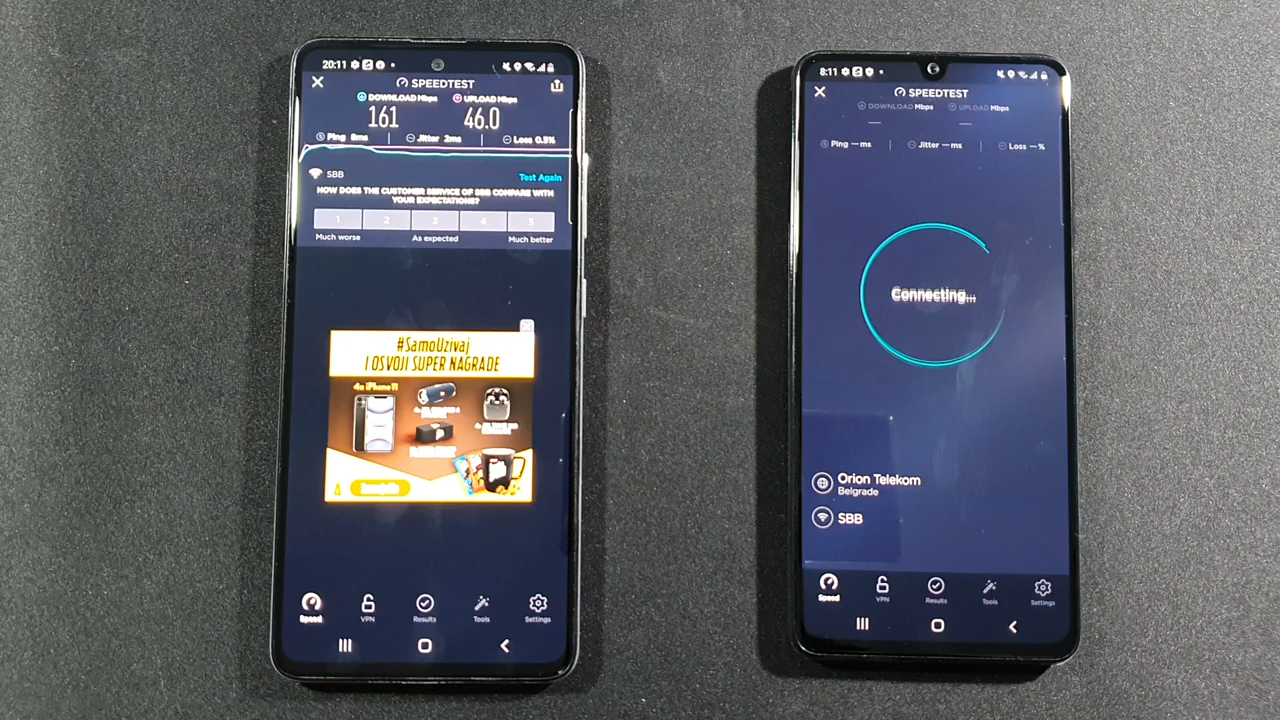 20:11
SPEEDTEST
DOWNLOAD Mbps
UPLOAD Mbps
161
46.0
Ping 8ms
Jitter 2ms
Loss 0.3%
SBB
Test Again
HOW DOES THE CUSTOMER SERVICE OF SBB COMPARE WITH
YOUR EXPECTATIONS?
1 2 3 4 5
Much worse
As expected
Much better
#SamoUzivaj
I OSVOJI SUPER NAGRADE
4x iPhone 11
Speed
VPN
Results
Tools
Settings
8:11
SPEEDTEST
DOWNLOAD Mbps
UPLOAD Mbps
Ping — ms
Jitter — ms
Loss — %
Connecting...
Orion Telekom
Belgrade
SBB
Speed
VPN
Results
Tools
Settings